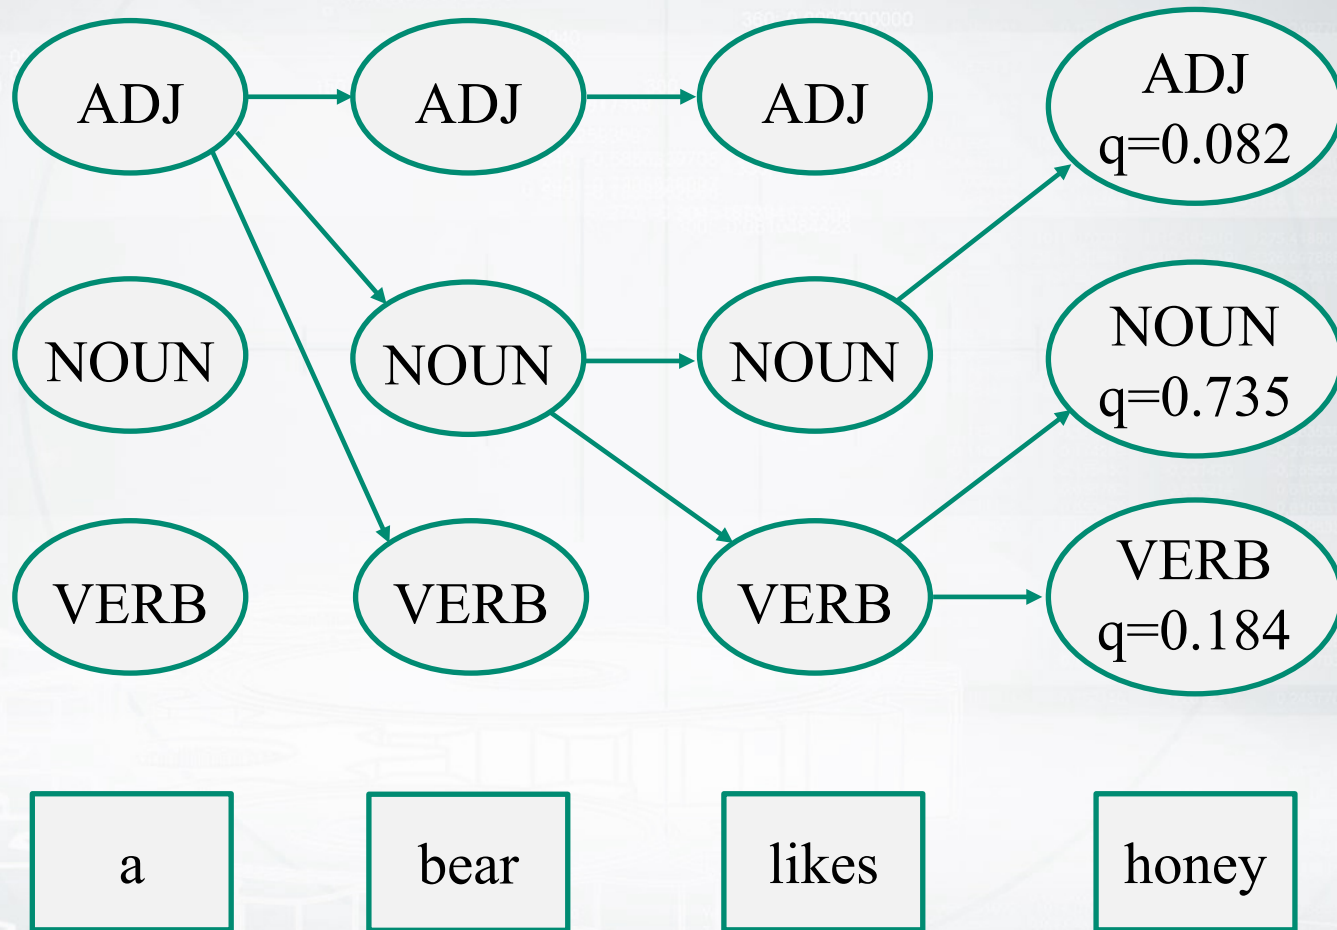 ADJ
ADJ
ADJ
ADJ
q=0.082
NOUN
NOUN
NOUN
NOUN
q=0.735
VERB
VERB
VERB
VERB
q=0.184
a
bear
likes
honey